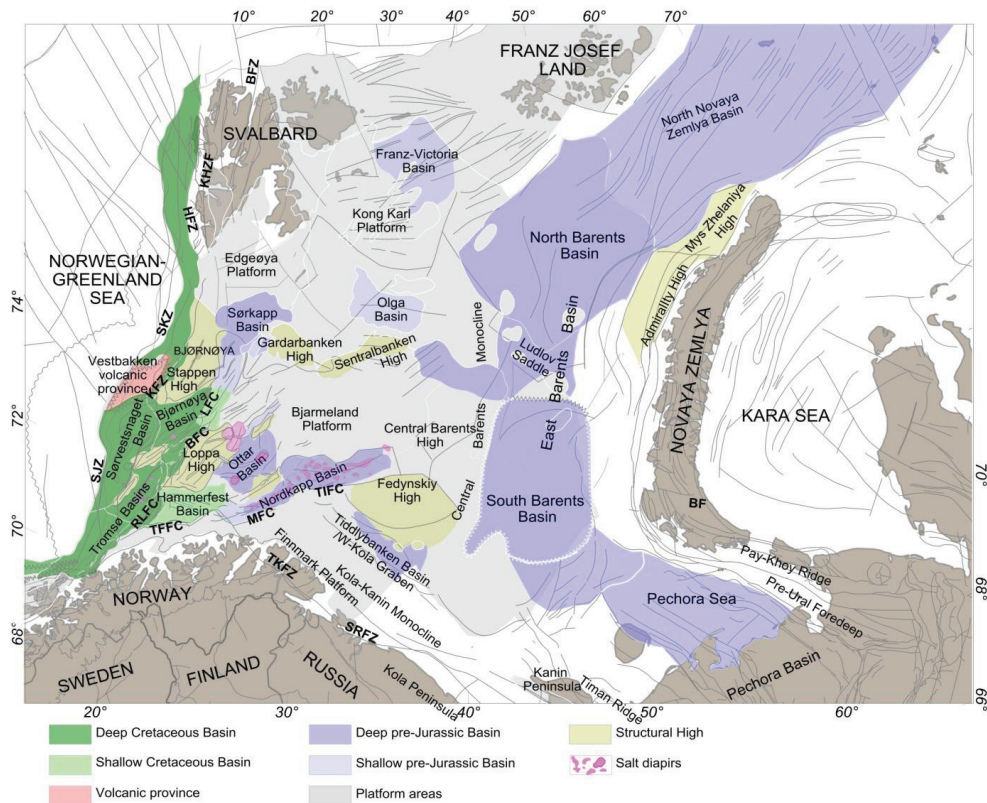 10° 20° 30° 40° 50° 60° 70°
FRANZ JOSEF
LAND
BFZ
SVALBARD
North Novaya
Zemlya Basin
Franz-Victoria
Basin
KHZF
HFZ
Kong Karl
Platform
Mys Zhelaniya
High
North Barents
Basin
NORWEGIAN-
GREENLAND
SEA
Edgeøya
Platform
74°
Admirality High
Olga
Basin
Sørkapp
Basin
SKZ
Monocline
Ludlov
Saddle
Basin
Gardarbanken
High
Sentralbanken
High
BJØRNØYA
Vestbakken
volcanic
province
KFZ
Stappen
High
NOVAYA ZEMLYA
KARA SEA
Barents
72°
Bjørnøya
Basin
LFC
Sørvestsnaget
Basin
Bjarmeland
Platform
Central Barents
High
Barents
East
BFC
Loppa
High
Ottar
Basin
SJZ
70°
Nordkapp Basin
TIFC
Fedynskiy
High
Central
South Barents
Basin
BF
Hammerfest
Basin
Tromsø Basins
RLFC
TFFC
MFC
70°
Tiddlybanken Basin
/W-Kola Graben
Finnmark Platform
Kola-Kanin Monocline
TKFZ
Pay-Khoy Ridge
Pre-Ural Foredeep
68°
NORWAY
Pechora Sea
68°
SRFZ
SWEDEN
FINLAND
RUSSIA
Kola Peninsula
Kanin
Peninsula
Timan Ridge
Pechora Basin
66°
20° 30° 40° 50° 60°
Deep Cretaceous Basin
Deep pre-Jurassic Basin
Structural High
Shallow Cretaceous Basin
Shallow pre-Jurassic Basin
Salt diapirs
Volcanic province
Platform areas